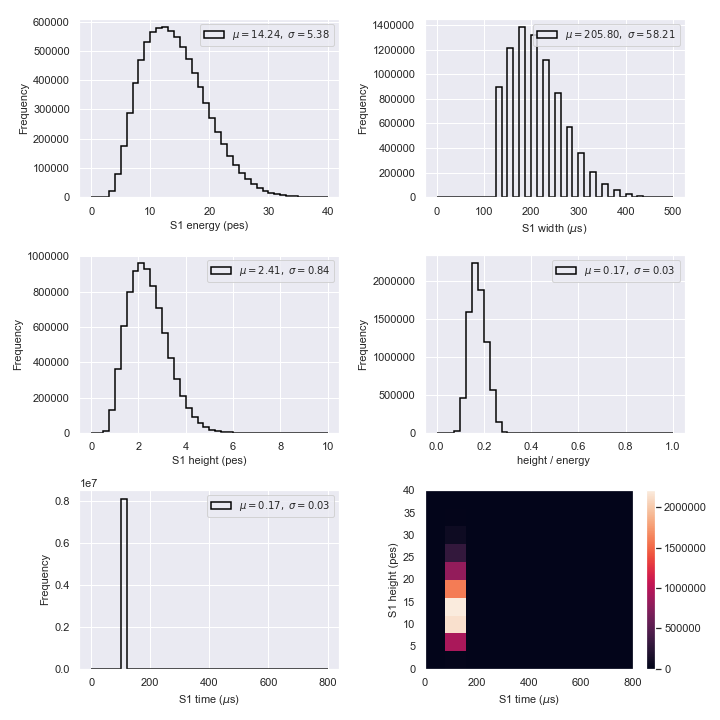 μ = 14.24, σ = 5.38
Frequency
600000
500000
400000
300000
200000
100000
0
0 10 20 30 40
S1 energy (pes)
μ = 205.80, σ = 58.21
Frequency
1400000
1200000
1000000
800000
600000
400000
200000
0
0 100 200 300 400 500
S1 width (μs)
μ = 2.41, σ = 0.84
Frequency
1000000
800000
600000
400000
200000
0
0 2 4 6 8 10
S1 height (pes)
μ = 0.17, σ = 0.03
Frequency
2000000
1500000
1000000
500000
0
0.0 0.2 0.4 0.6 0.8 1.0
height / energy
1e7
μ = 0.17, σ = 0.03
Frequency
0.8
0.6
0.4
0.2
0.0
0 200 400 600 800
S1 time (μs)
S1 height (pes)
40
35
30
25
20
15
10
5
0
0 200 400 600 800
S1 time (μs)
2000000
1500000
1000000
500000
0